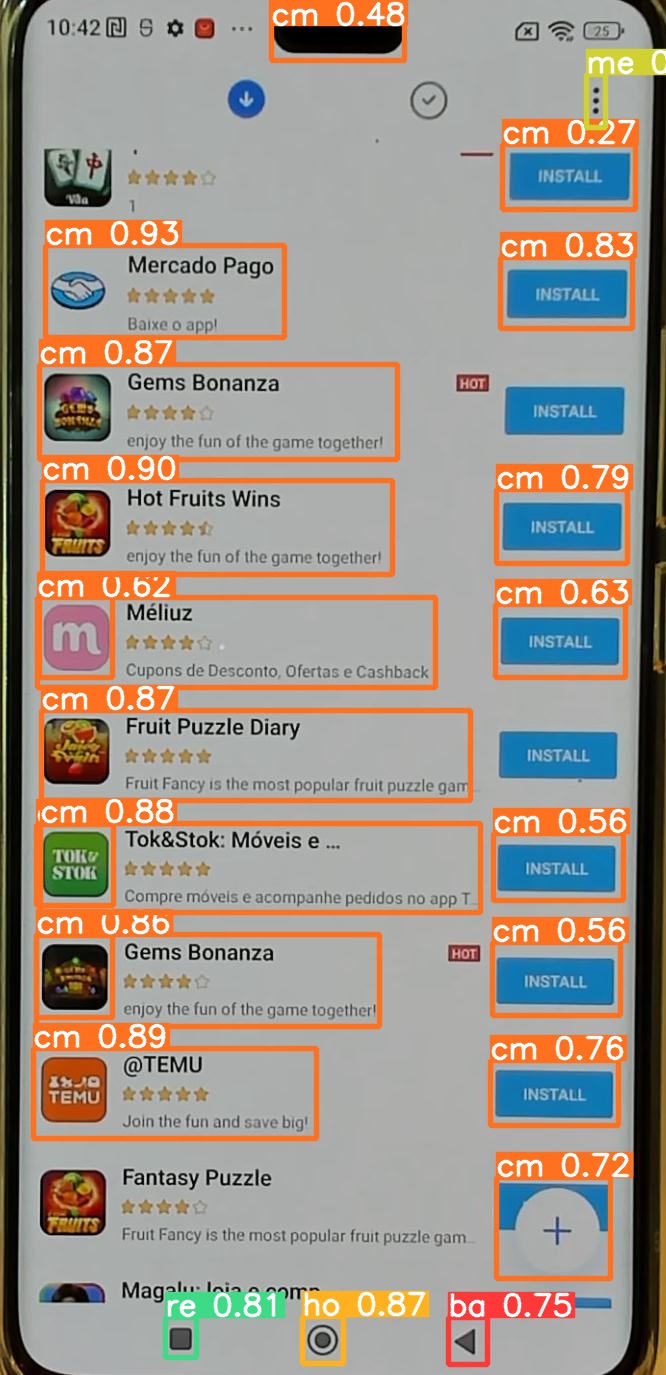 cm 0.48
10:42
25
me 0
cm 0.27
INSTALL
1
cm 0.93
cm 0.83
Mercado Pago
INSTALL
Baixe o app!
cm 0.87
Gems Bonanza
HOT
INSTALL
enjoy the fun of the game together!
cm 0.90
cm 0.79
Hot Fruits Wins
INSTALL
FRUITS
enjoy the fun of the game together!
cm 0.62
cm 0.63
Méliuz
m
INSTALL
Cupons de Desconto, Ofertas e Cashback
cm 0.87
Fruit Puzzle Diary
INSTALL
Fruit Fancy is the most popular fruit puzzle gam...
cm 0.88
cm 0.56
Tok&Stok: Móveis e ...
TOK&
STOK
INSTALL
Compre móveis e acompanhe pedidos no app T...
cm 0.86
cm 0.56
Gems Bonanza
HOT
INSTALL
enjoy the fun of the game together!
cm 0.89
cm 0.76
@TEMU
TEMU
INSTALL
Join the fun and save big!
cm 0.72
Fantasy Puzzle
FRUITS
Fruit Fancy is the most popular fruit puzzle gam...
Magalu: loja e comp
re 0.81
ho 0.87
ba 0.75